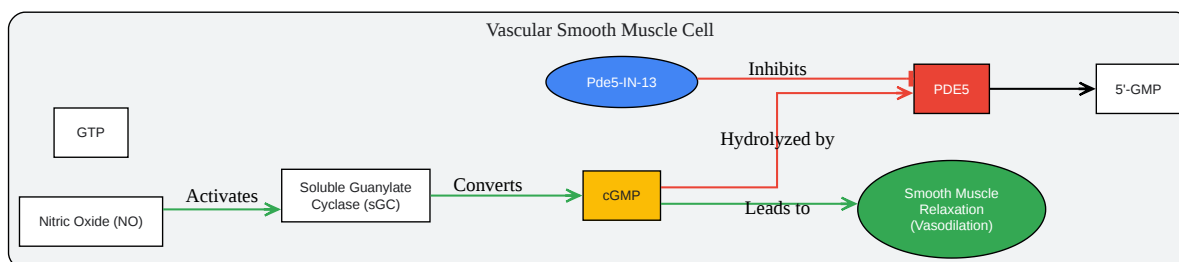 Vascular Smooth Muscle Cell
Pde5-IN-13
Inhibits
PDE5
5'-GMP
GTP
Hydrolyzed by
Nitric Oxide (NO)
Activates
Soluble Guanylate
Cyclase (sGC)
Converts
cGMP
Leads to
Smooth Muscle
Relaxation
(Vasodilation)